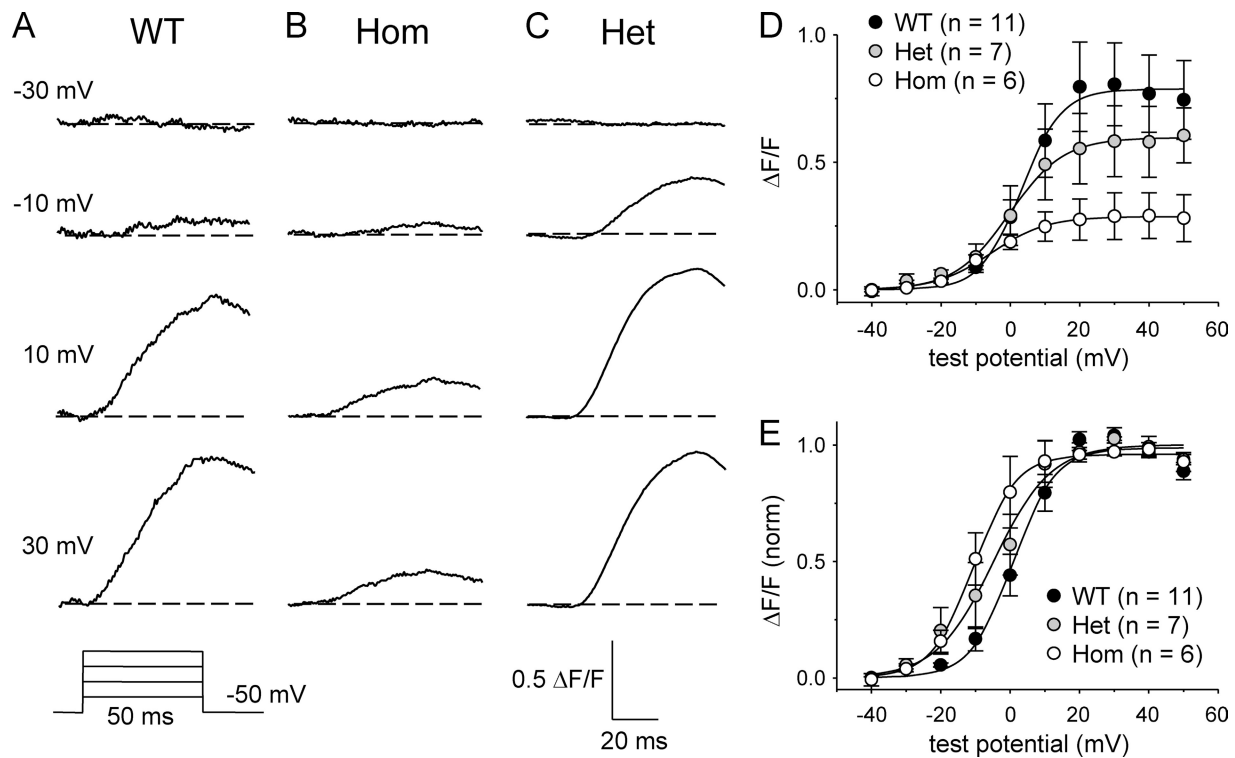 A WT
B Hom
C Het
-30 mV
-10 mV
10 mV
30 mV
-50 mV
50 ms
0.5 ΔF/F
20 ms
D
WT (n = 11)
Het (n = 7)
Hom (n = 6)
1.0
0.5
0.0
ΔF/F
-40 -20 0 20 40 60
test potential (mV)
E
1.0
0.5
0.0
ΔF/F (norm)
WT (n = 11)
Het (n = 7)
Hom (n = 6)
-40 -20 0 20 40 60
test potential (mV)